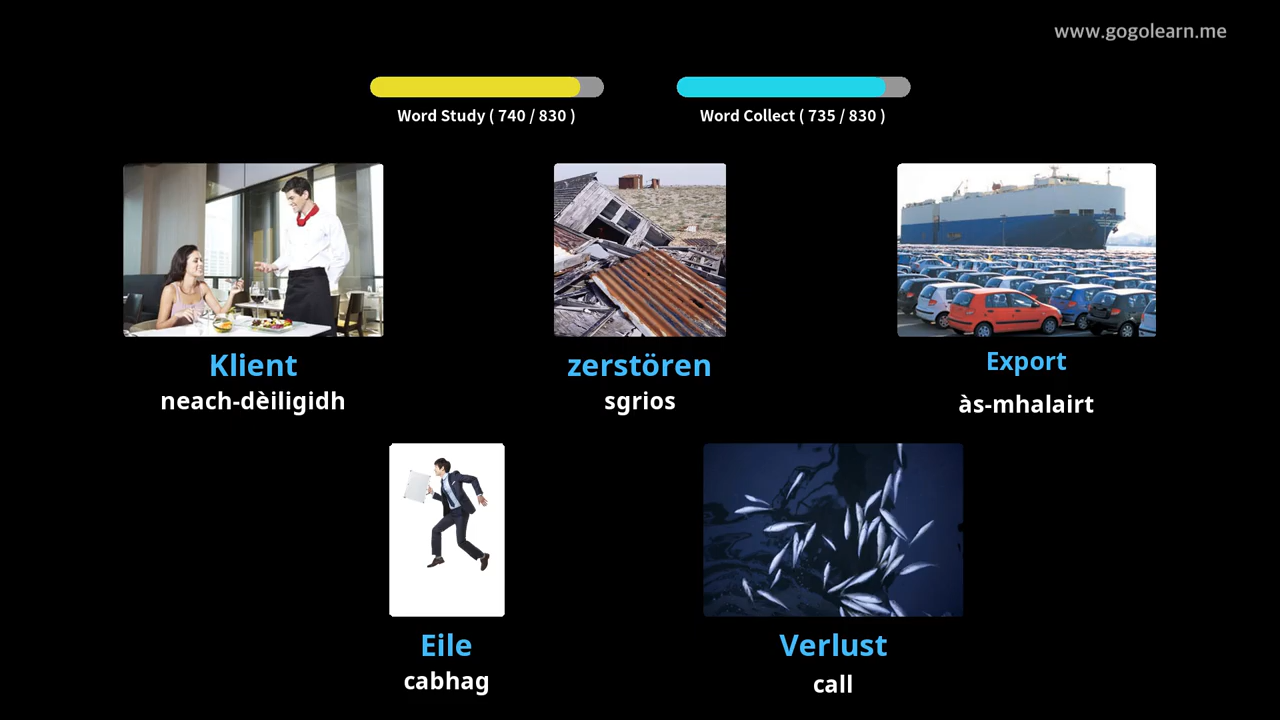 www.gogolearn.me
Word Study ( 740 / 830 )
Word Collect ( 735 / 830 )
Klient
neach-dèiligidh
zerstören
sgrios
Export
às-mhalairt
Eile
cabhag
Verlust
call